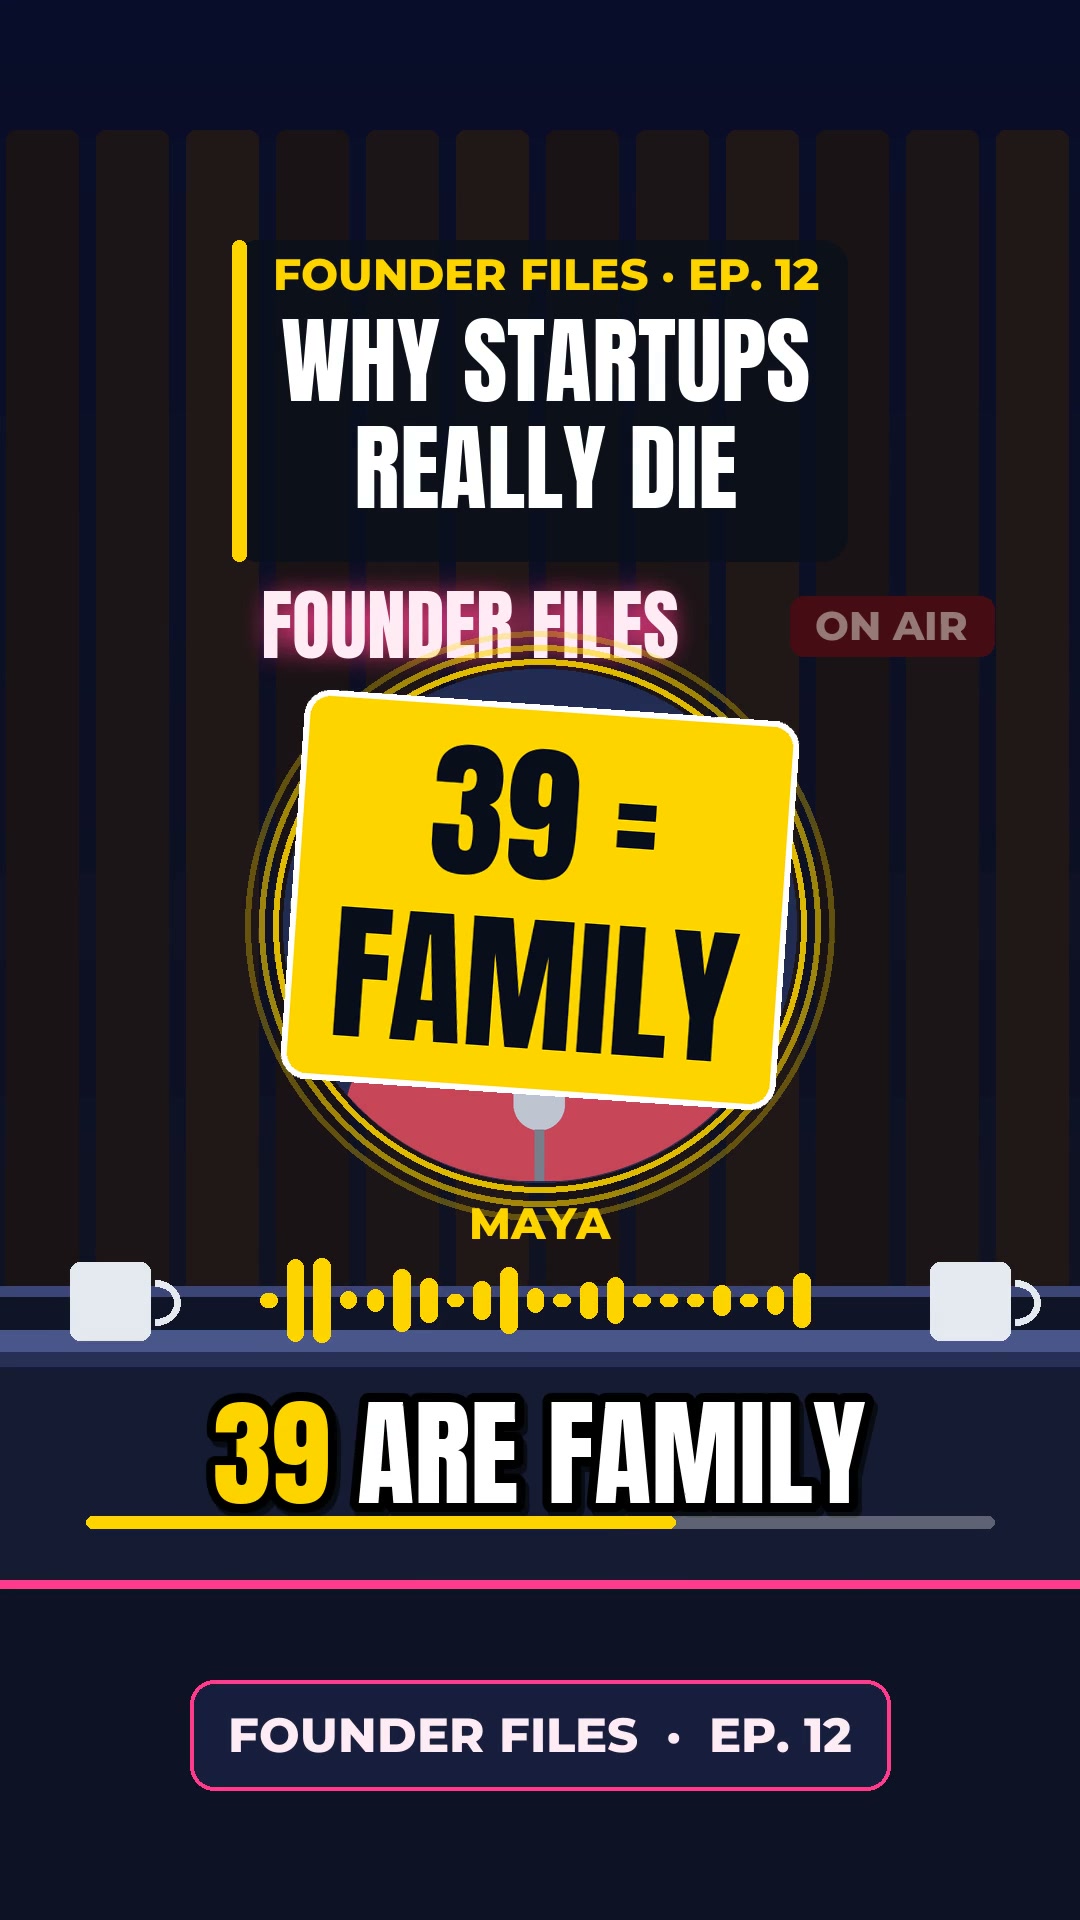 FOUNDER FILES • EP. 12
WHY STARTUPS
REALLY DIE
FOUNDER FILES
ON AIR
39 =
FAMILY
MAYA
39 ARE FAMILY
FOUNDER FILES • EP. 12